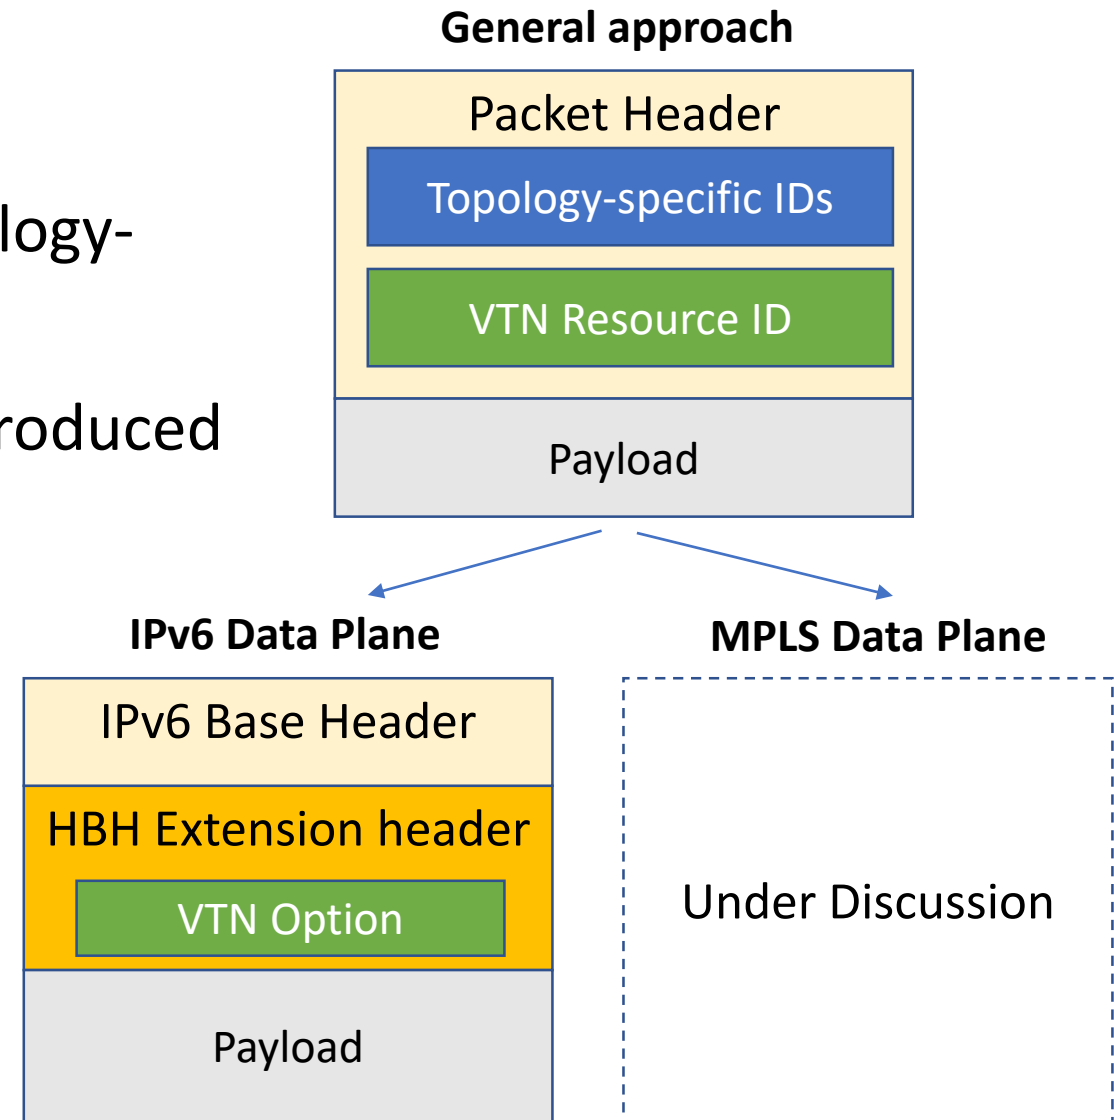 General approach
Packet Header
Topology-specific IDs
logy-
VTN Resource ID
roduced
Payload
IPv6 Data Plane
MPLS Data Plane
IPv6 Base Header
HBH Extension header
VTN Option
Under Discussion
Payload